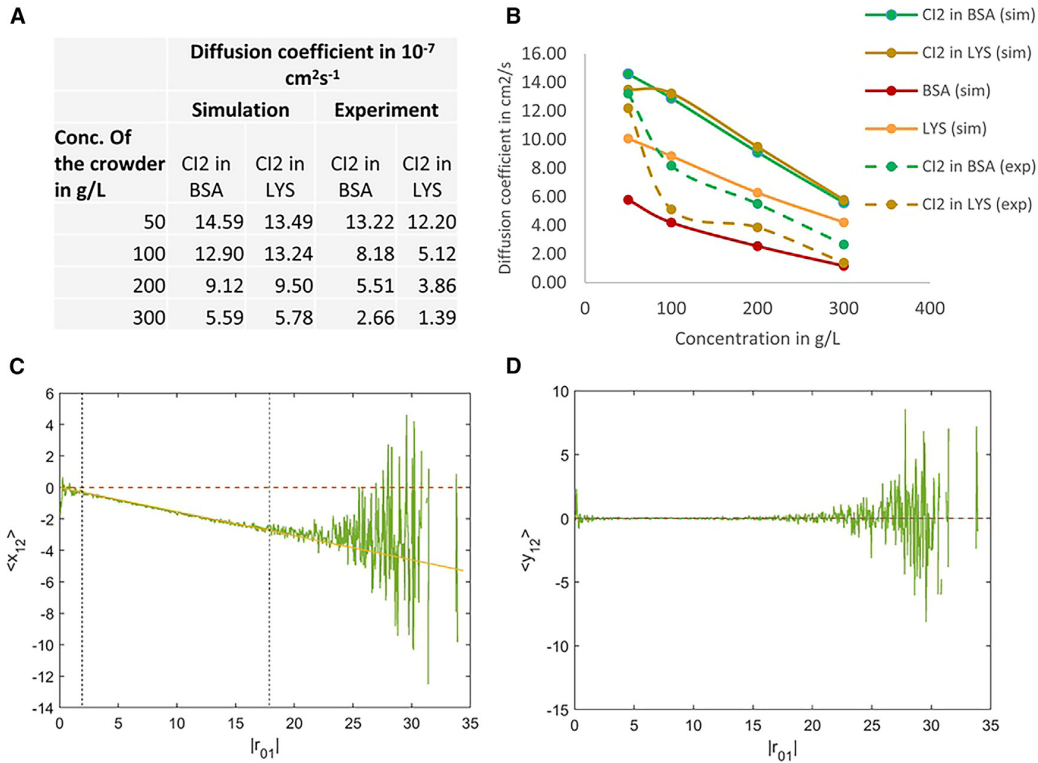 A
Diffusion coefficient in 10-7
cm2s-1
Simulation Experiment
Conc. Of
the crowder
in g/L
CI2 in
BSA
CI2 in
LYS
CI2 in
BSA
CI2 in
LYS
50 14.59 13.49 13.22 12.20
100 12.90 13.24 8.18 5.12
200 9.12 9.50 5.51 3.86
300 5.59 5.78 2.66 1.39
B
CI2 in BSA (sim)
CI2 in LYS (sim)
BSA (sim)
LYS (sim)
CI2 in BSA (exp)
CI2 in LYS (exp)
Diffusion coefficient in cm2/s
16.00
14.00
12.00
10.00
8.00
6.00
4.00
2.00
0.00
0 100 200 300 400
Concentration in g/L
C
<x12>
6
4
2
0
-2
-4
-6
-8
-10
-12
-14
0 5 10 15 20 25 30 35
|r01|
D
<y12>
10
5
0
-5
-10
-15
0 5 10 15 20 25 30 35
|r01|